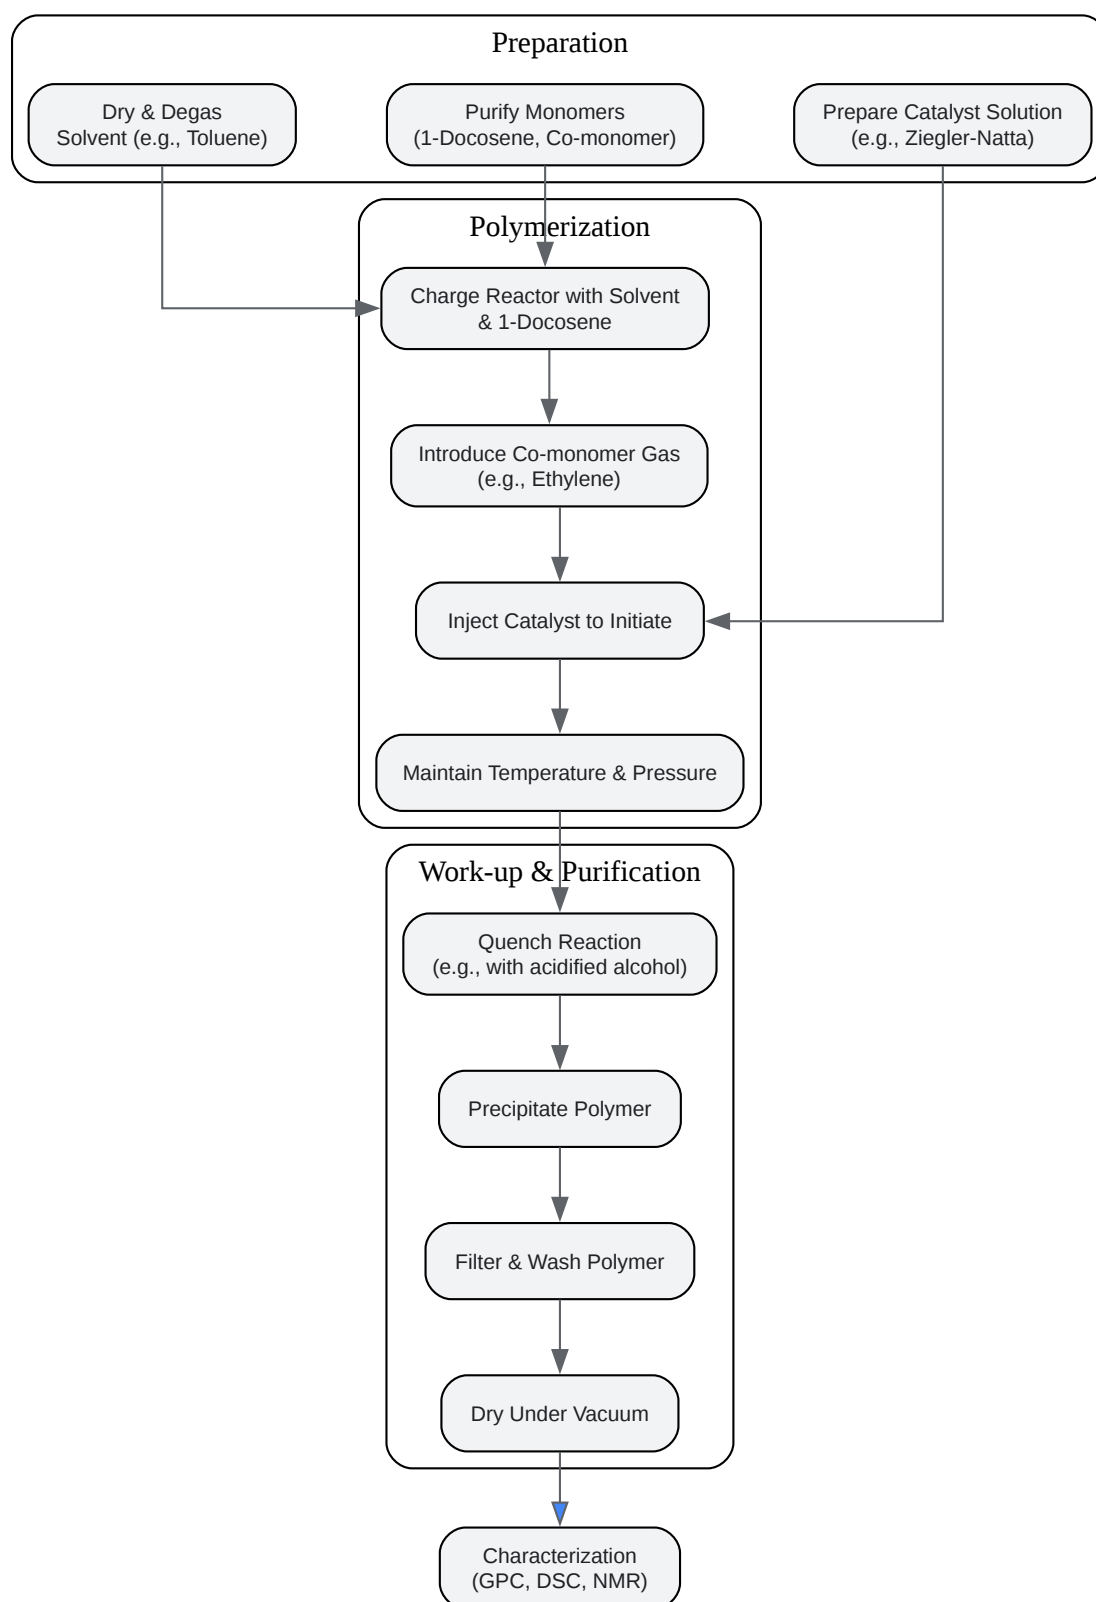 Preparation
Dry & Degas
Solvent (e.g., Toluene)
Purify Monomers
(1-Docosene, Co-monomer)
Prepare Catalyst Solution
(e.g., Ziegler-Natta)
Polymerization
Charge Reactor with Solvent
& 1-Docosene
Introduce Co-monomer Gas
(e.g., Ethylene)
Inject Catalyst to Initiate
Maintain Temperature & Pressure
Work-up & Purification
Quench Reaction
(e.g., with acidified alcohol)
Precipitate Polymer
Filter & Wash Polymer
Dry Under Vacuum
Characterization
(GPC, DSC, NMR)